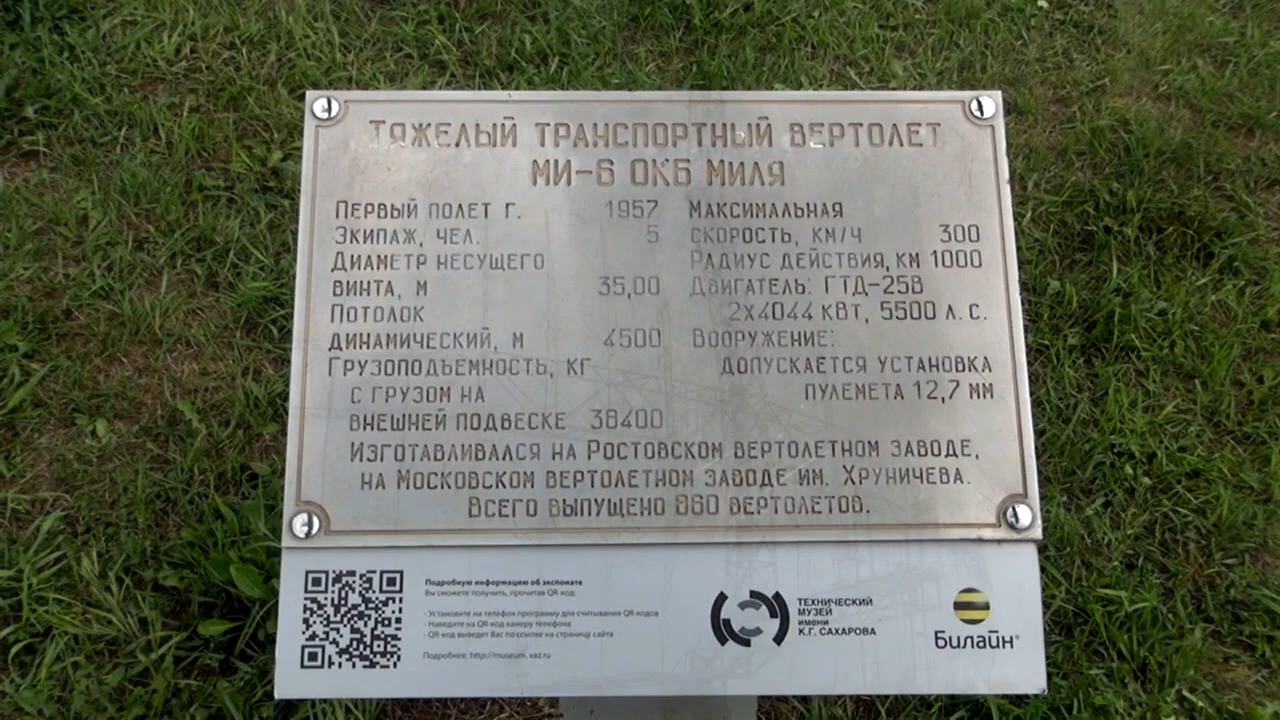 Тяжелый транспортный вертолет
Ми-6 ОКБ Миля
Первый полет г. 1957
Экипаж, чел. 5
Диаметр несущего
винта, м 35,00
Потолок
динамический, м 4500
Грузоподъемность, кг
с грузом на
внешней подвеске 38400
Максимальная
скорость, км/ч 300
Радиус действия, км 1000
Двигатель: ГТД-25В
2x4044 кВт, 5500 л.с.
Вооружение:
допускается установка
пулемета 12,7 мм
Изготавливался на Ростовском вертолетном заводе,
на Московском вертолетном заводе им. Хруничева.
Всего выпущено 860 вертолетов.
Подробную информацию об экспонате
Вы сможете получить, прочитав QR-код:
- Установите на телефон программу для считывания QR-кодов
- Наведите на QR-код камеру телефона
- QR-код выведет Вас по ссылке на страницу сайта
Подробнее: http://museum.vaz.ru
ТЕХНИЧЕСКИЙ
МУЗЕЙ
имени
К.Г. САХАРОВА
Билайн®